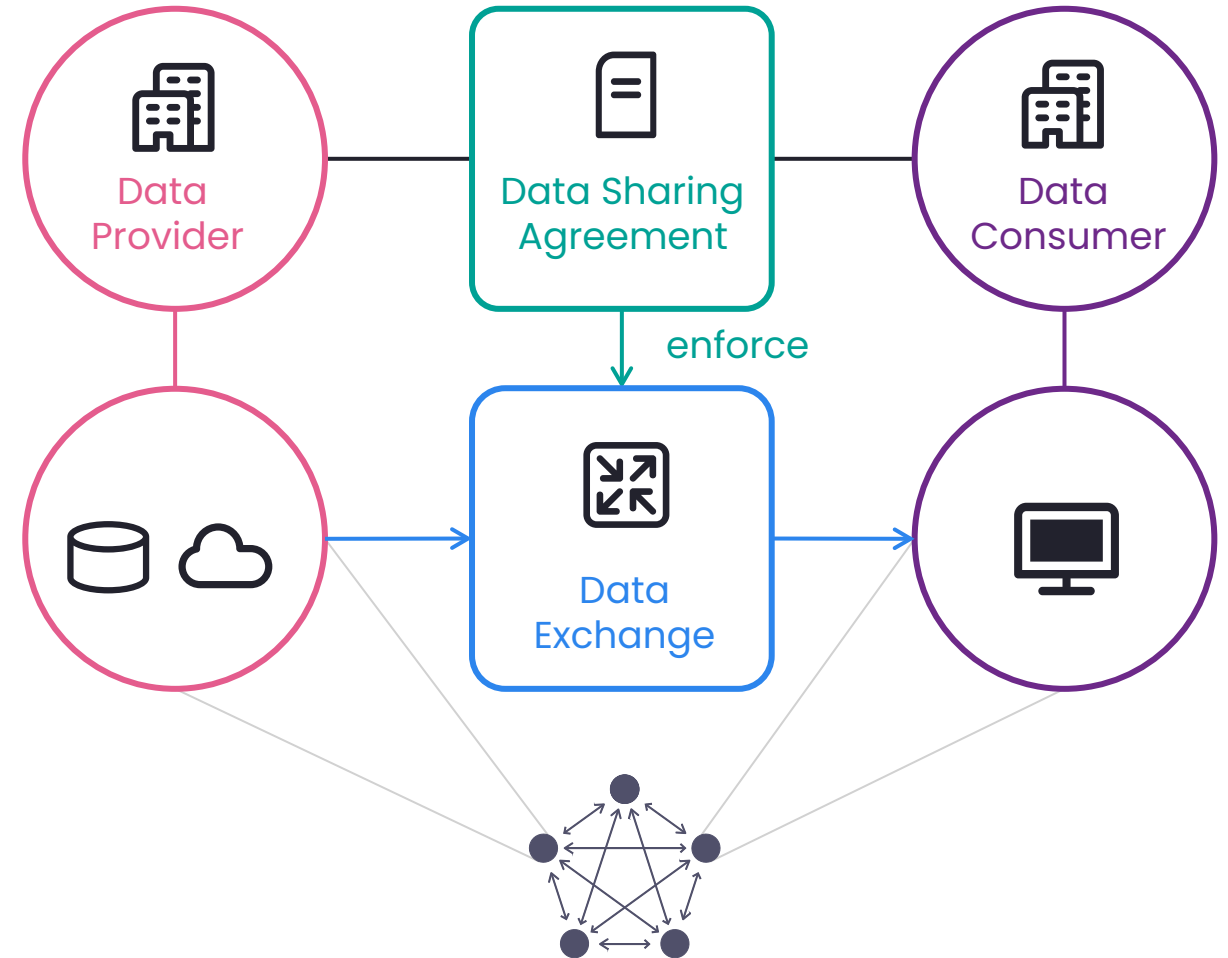 Data
Provider
Data Sharing
Agreement
Data
Consumer
enforce
Data
Exchange